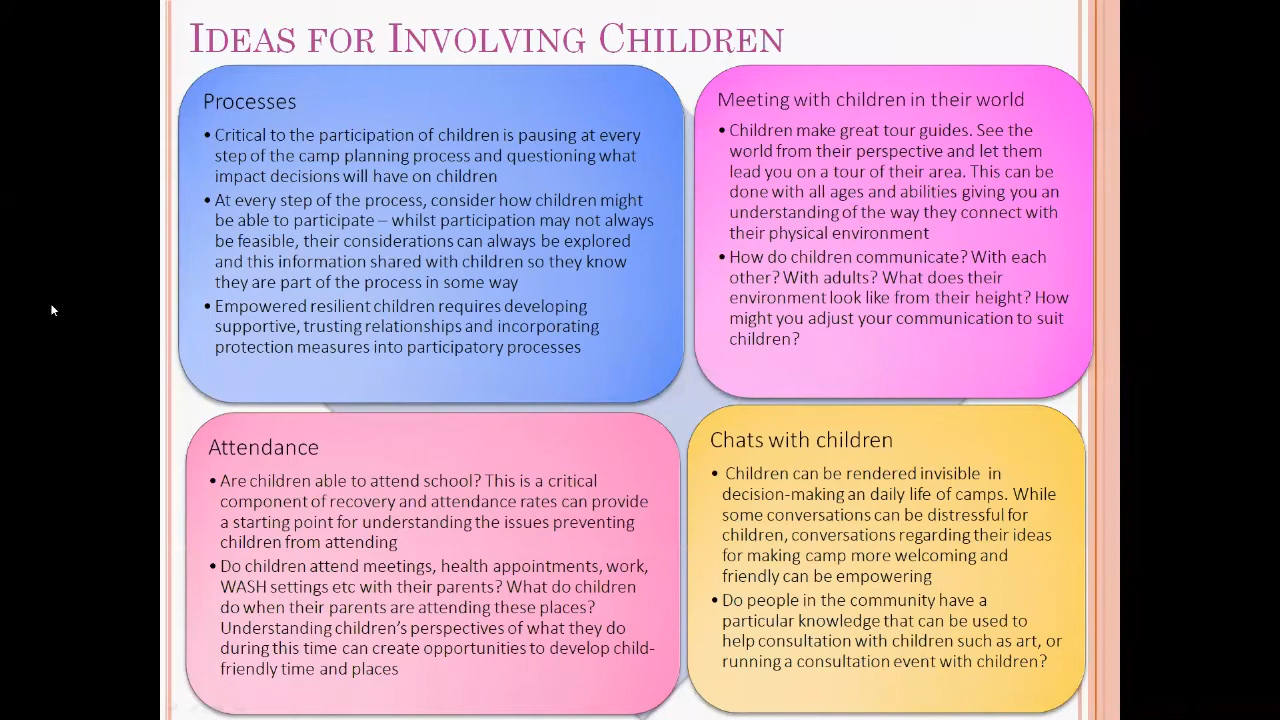 IDEAS FOR INVOLVING CHILDREN
Processes
• Critical to the participation of children is pausing at every
step of the camp planning process and questioning what
impact decisions will have on children
• At every step of the process, consider how children might
be able to participate – whilst participation may not always
be feasible, their considerations can always be explored
and this information shared with children so they know
they are part of the process in some way
• Empowered resilient children requires developing
supportive, trusting relationships and incorporating
protection measures into participatory processes
Meeting with children in their world
• Children make great tour guides. See the
world from their perspective and let them
lead you on a tour of their area. This can be
done with all ages and abilities giving you an
understanding of the way they connect with
their physical environment
• How do children communicate? With each
other? With adults? What does their
environment look like from their height? How
might you adjust your communication to suit
children?
Attendance
• Are children able to attend school? This is a critical
component of recovery and attendance rates can provide
a starting point for understanding the issues preventing
children from attending
• Do children attend meetings, health appointments, work,
WASH settings etc with their parents? What do children
do when their parents are attending these places?
Understanding children's perspectives of what they do
during this time can create opportunities to develop child-
friendly time and places
Chats with children
• Children can be rendered invisible in
decision-making an daily life of camps. While
some conversations can be distressful for
children, conversations regarding their ideas
for making camp more welcoming and
friendly can be empowering
• Do people in the community have a
particular knowledge that can be used to
help consultation with children such as art, or
running a consultation event with children?